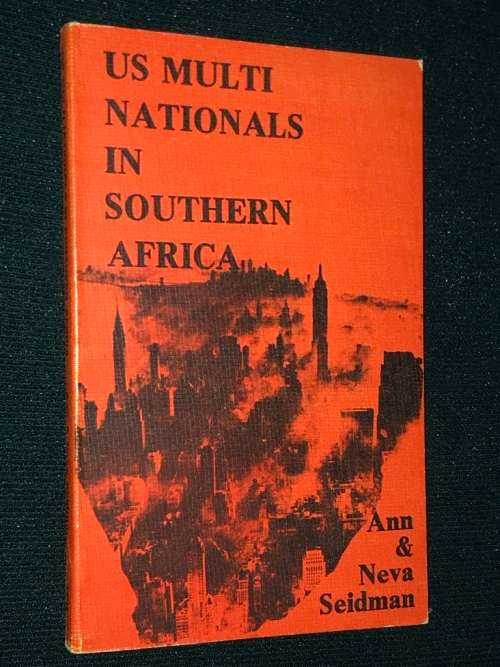 US MULTI
NATIONALS
IN
SOUTHERN
AFRICA
Ann
&
Neva
Seidman